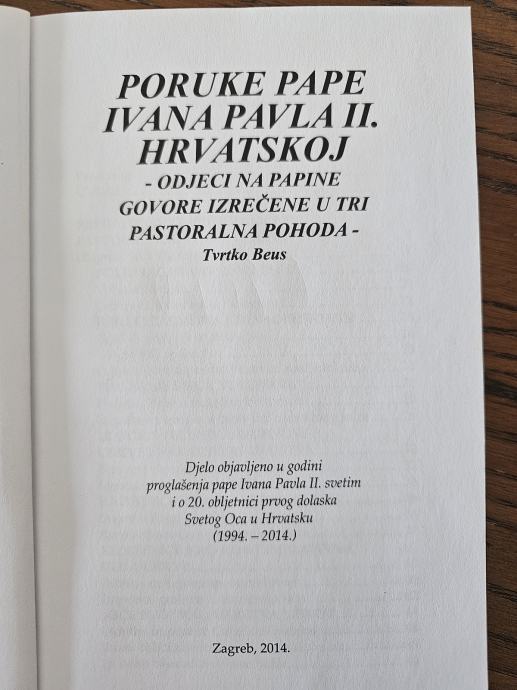 PORUKE PAPE
IVANA PAVLA II.
HRVATSKOJ
- ODJECI NA PAPINE
GOVORE IZREČENE U TRI
PASTORALNA POHODA -
Tvrtko Beus
Djelo objavljeno u godini
proglašenja pape Ivana Pavla II. svetim
i o 20. obljetnici prvog dolaska
Svetog Oca u Hrvatsku
(1994. – 2014.)
Zagreb, 2014.